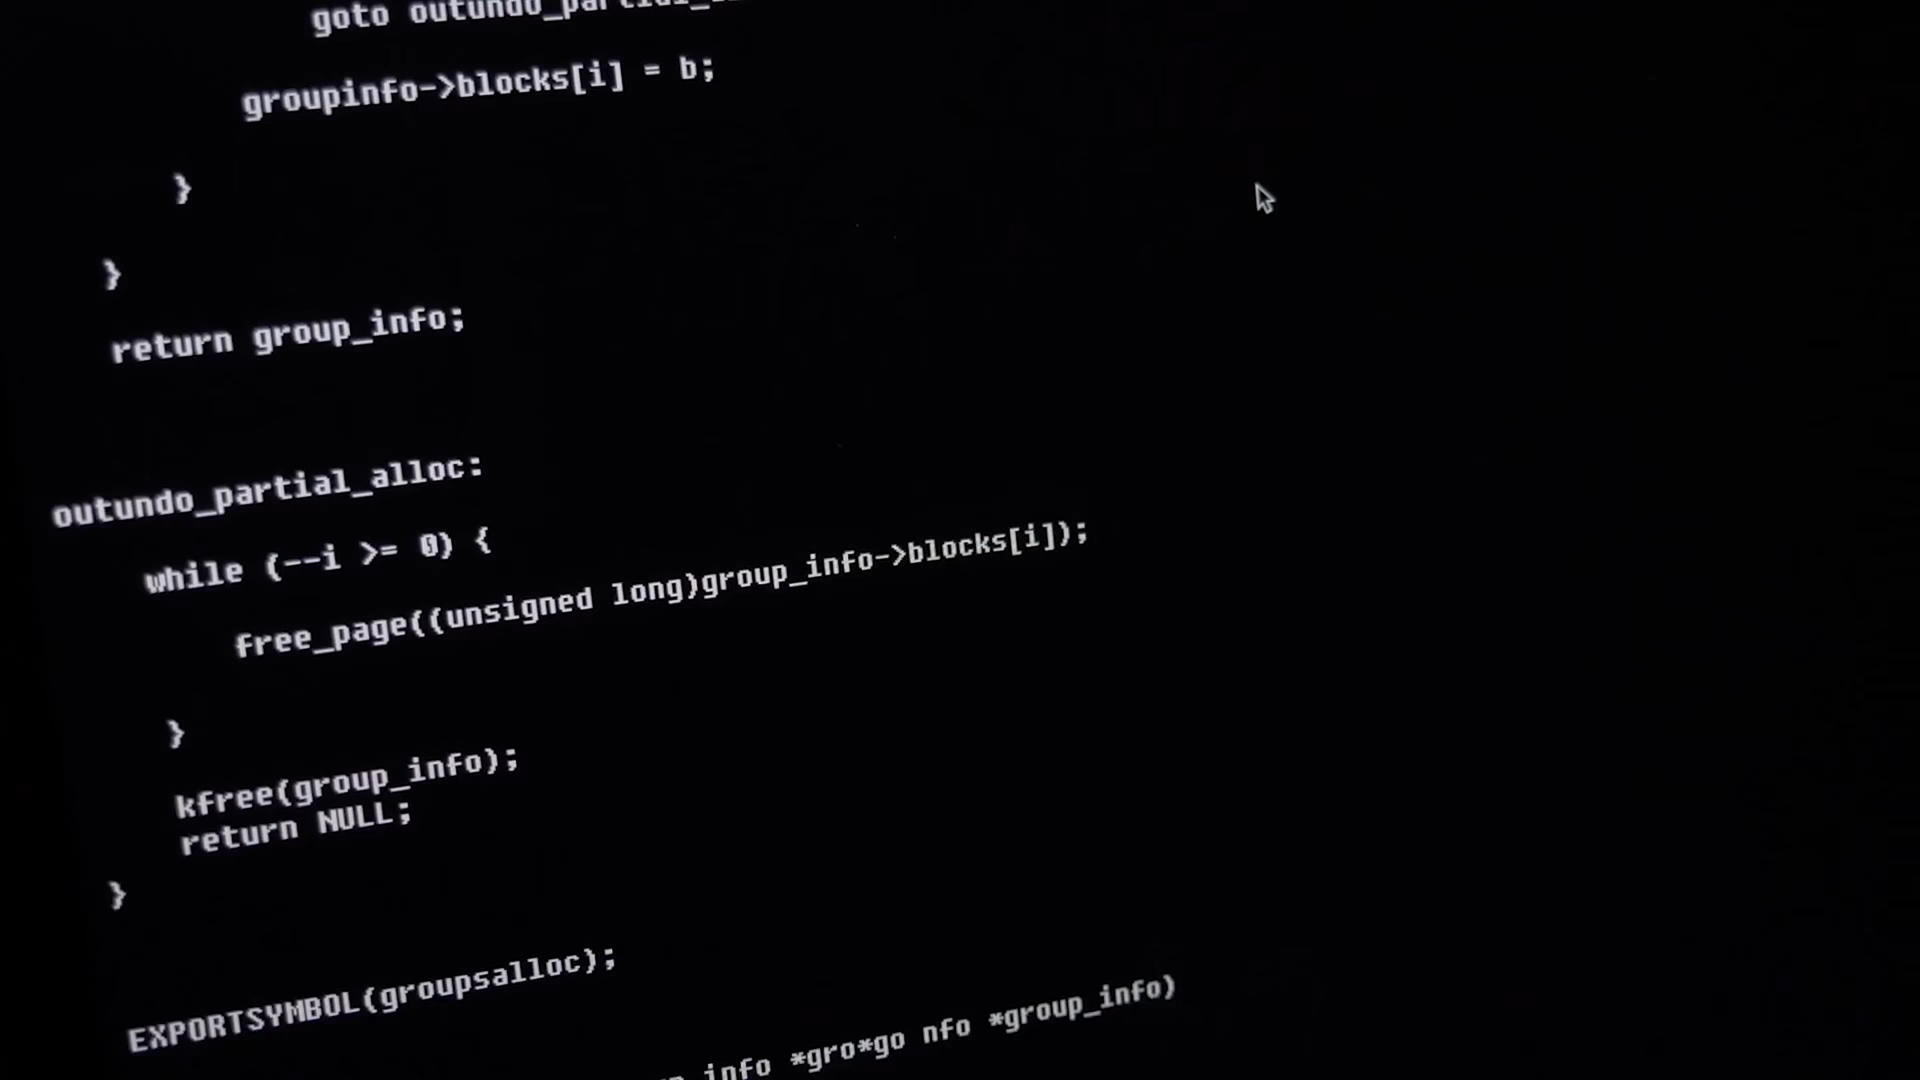 goto
groupinfo->blocks[i] = b;
}
}
return group_info;
outundo_partial_alloc:
while (--i >= 0) {
free_page((unsigned long)group_info->blocks[i]);
}
kfree(group_info);
return NULL;
}
EXPORTSYMBOL(groupsalloc);
info *gro*go nfo *group_info)